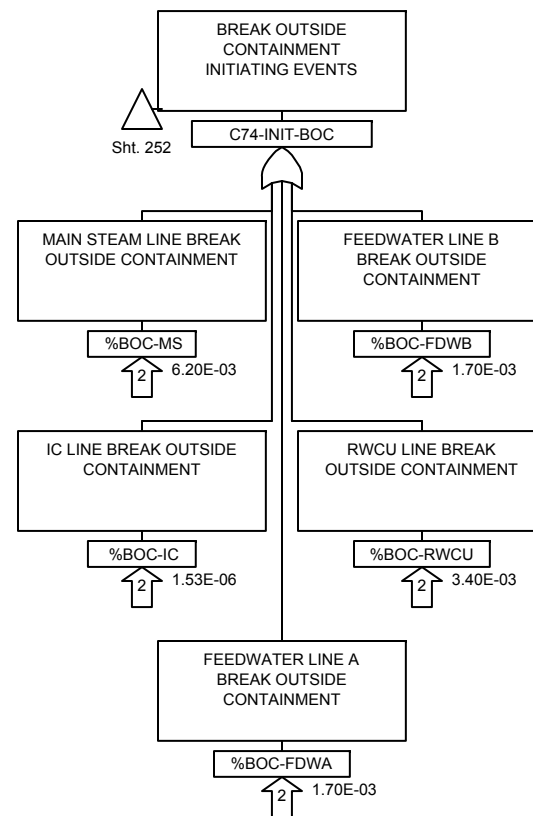 BREAK OUTSIDE
CONTAINMENT
INITIATING EVENTS
Sht. 252
C74-INIT-BOC
MAIN STEAM LINE BREAK
OUTSIDE CONTAINMENT
%BOC-MS
2
6.20E-03
FEEDWATER LINE B
BREAK OUTSIDE
CONTAINMENT
%BOC-FDWB
2
1.70E-03
IC LINE BREAK OUTSIDE
CONTAINMENT
%BOC-IC
2
1.53E-06
RWCU LINE BREAK
OUTSIDE CONTAINMENT
%BOC-RWCU
2
3.40E-03
FEEDWATER LINE A
BREAK OUTSIDE
CONTAINMENT
%BOC-FDWA
2
1.70E-03